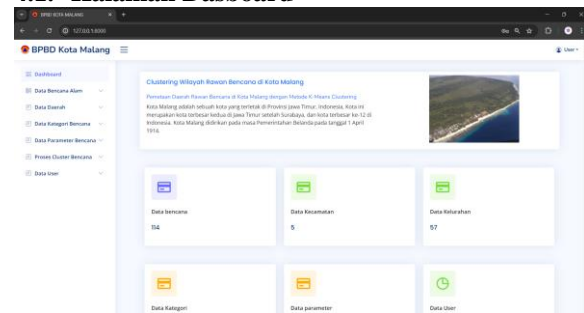 BPBD KOTA MALANG
127.0.0.1:8000
BPBD Kota Malang
User
Dashboard
Data Bencana Alam
Data Daerah
Data Kategori Bencana
Data Parameter Bencana
Proses Cluster Bencana
Data User
Clustering Wilayah Rawan Bencana di Kota Malang
Pemetaan Daerah Rawan Bencana di Kota Malang dengan Metode K-Means Clustering
Kota Malang adalah sebuah kota yang terletak di Provinsi Jawa Timur, Indonesia, Kota ini
merupakan kota terbesar kedua di Jawa Timur setelah Surabaya, dan kota terbesar ke-12 di
Indonesia. Kota Malang didirikan pada masa Pemerintahan Belanda pada tanggal 1 April
1914.
Data bencana
114
Data Kecamatan
5
Data Kelurahan
57
Data Kategori
Data parameter
Data User